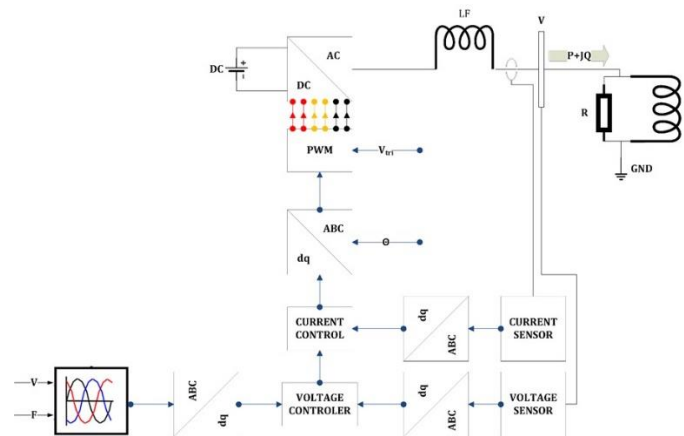 LF
V
AC
P+JQ
DC
+
DC
R
PWM
Vtri
GND
ABC
dq
Θ
CURRENT
CONTROL
dq
ABC
CURRENT
SENSOR
V
F
ABC
dq
VOLTAGE
CONTROLER
dq
ABC
VOLTAGE
SENSOR